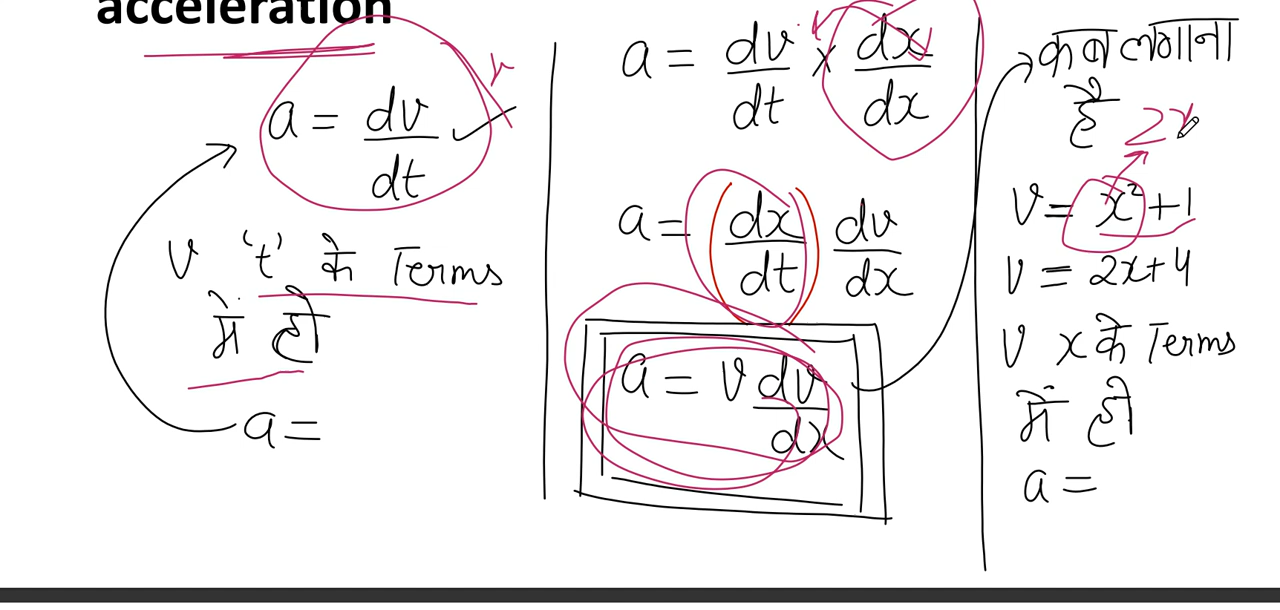 acceleration
a = dv/dt
v 't' के Terms
में हो
a =
a = dv/dt × dx/dx
a = (dx/dt) dv/dx
a = v dv/dx
कब लगाना
है 2x
v = x²+1
v = 2x+4
v x के Terms
में हो
a =